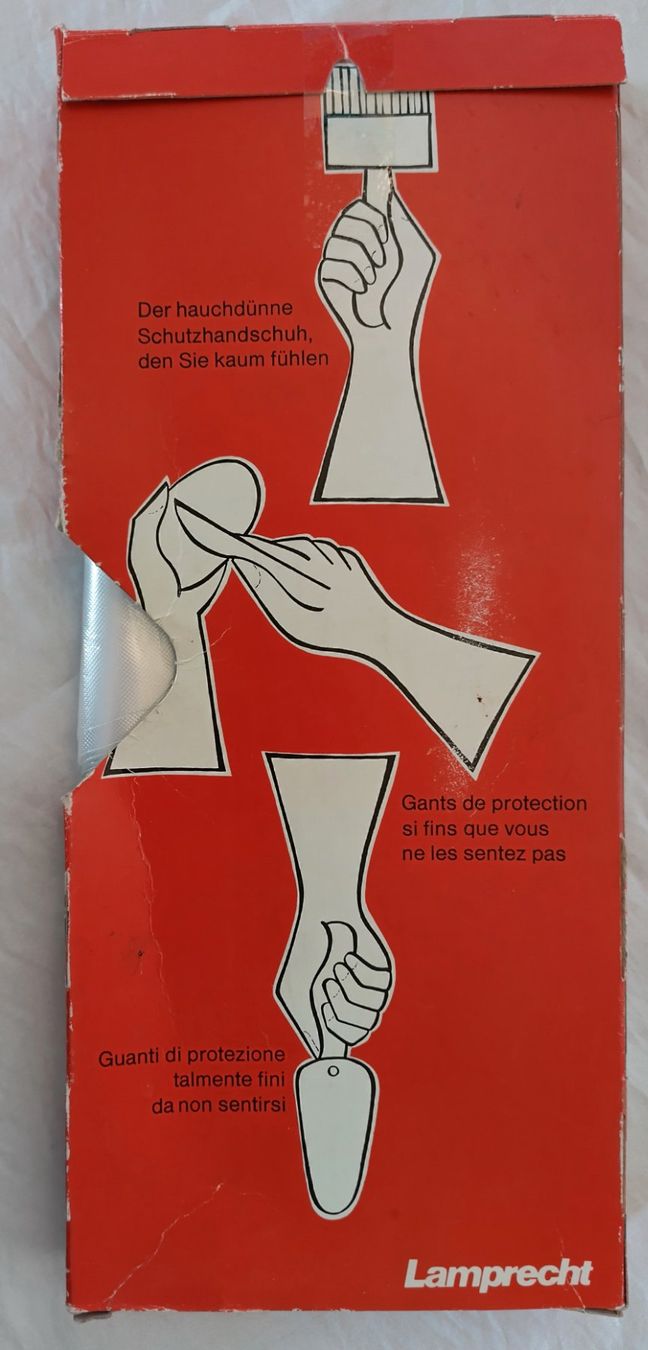 Der hauchdünne
Schutzhandschuh,
den Sie kaum fühlen
Gants de protection
si fins que vous
ne les sentez pas
Guanti di protezione
talmente fini
da non sentirsi
Lamprecht